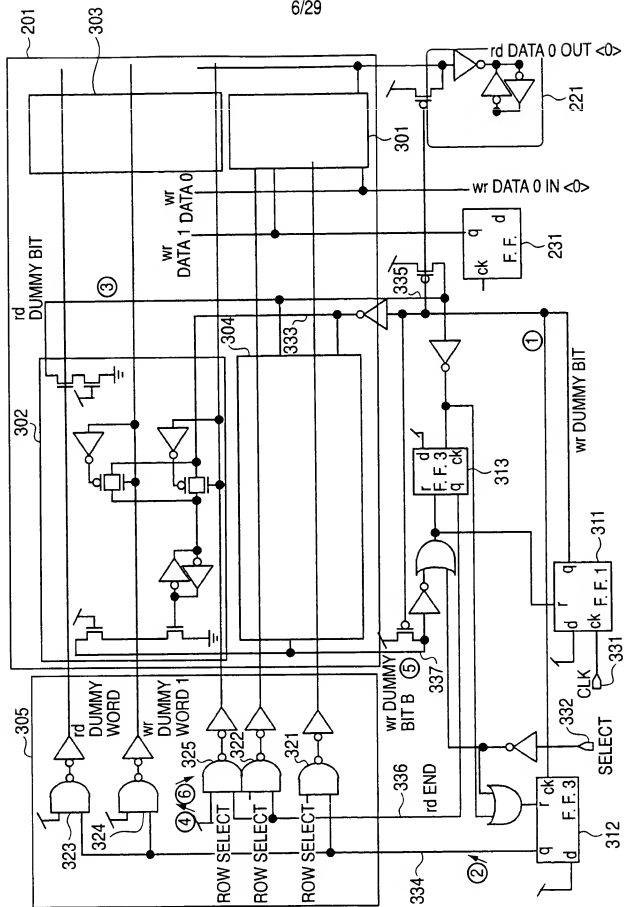 6/29
201
303
rd DATA 0 OUT <0>
221
301
wr DATA 0
wr DATA 1
wr DATA 0 IN <0>
q
d
F. F.
ck
231
rd DUMMY BIT
3
302
304
333
335
1
wr DUMMY BIT
d
r
F. F. 3
q
ck
313
311
q
r
d
F. F. 1
ck
CLK
331
wr DUMMY BIT B
5
337
305
rd DUMMY WORD
wr DUMMY WORD 1
323
324
325
322
321
4
6
ROW SELECT
ROW SELECT
ROW SELECT
336
rd END
334
2
332
SELECT
ck
r
q
d
F. F. 3
312